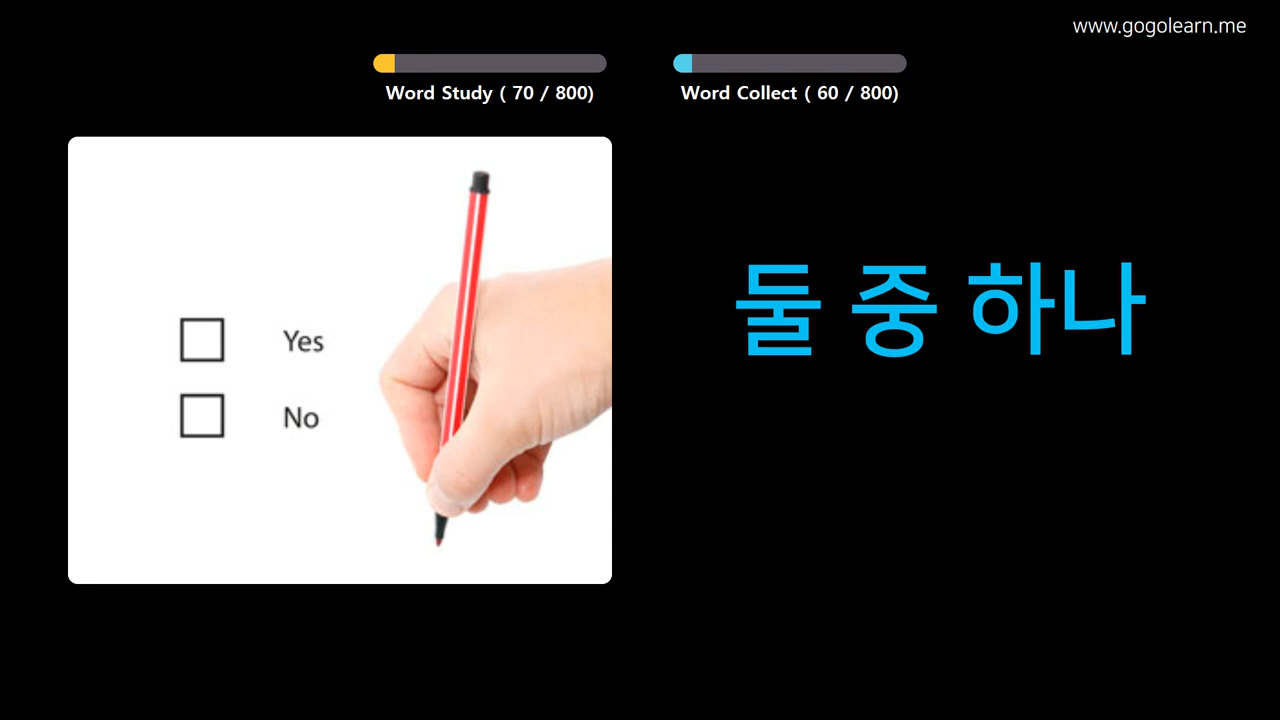 www.gogolearn.me
Word Study ( 70 / 800)
Word Collect ( 60 / 800)
Yes
No
둘 중 하나